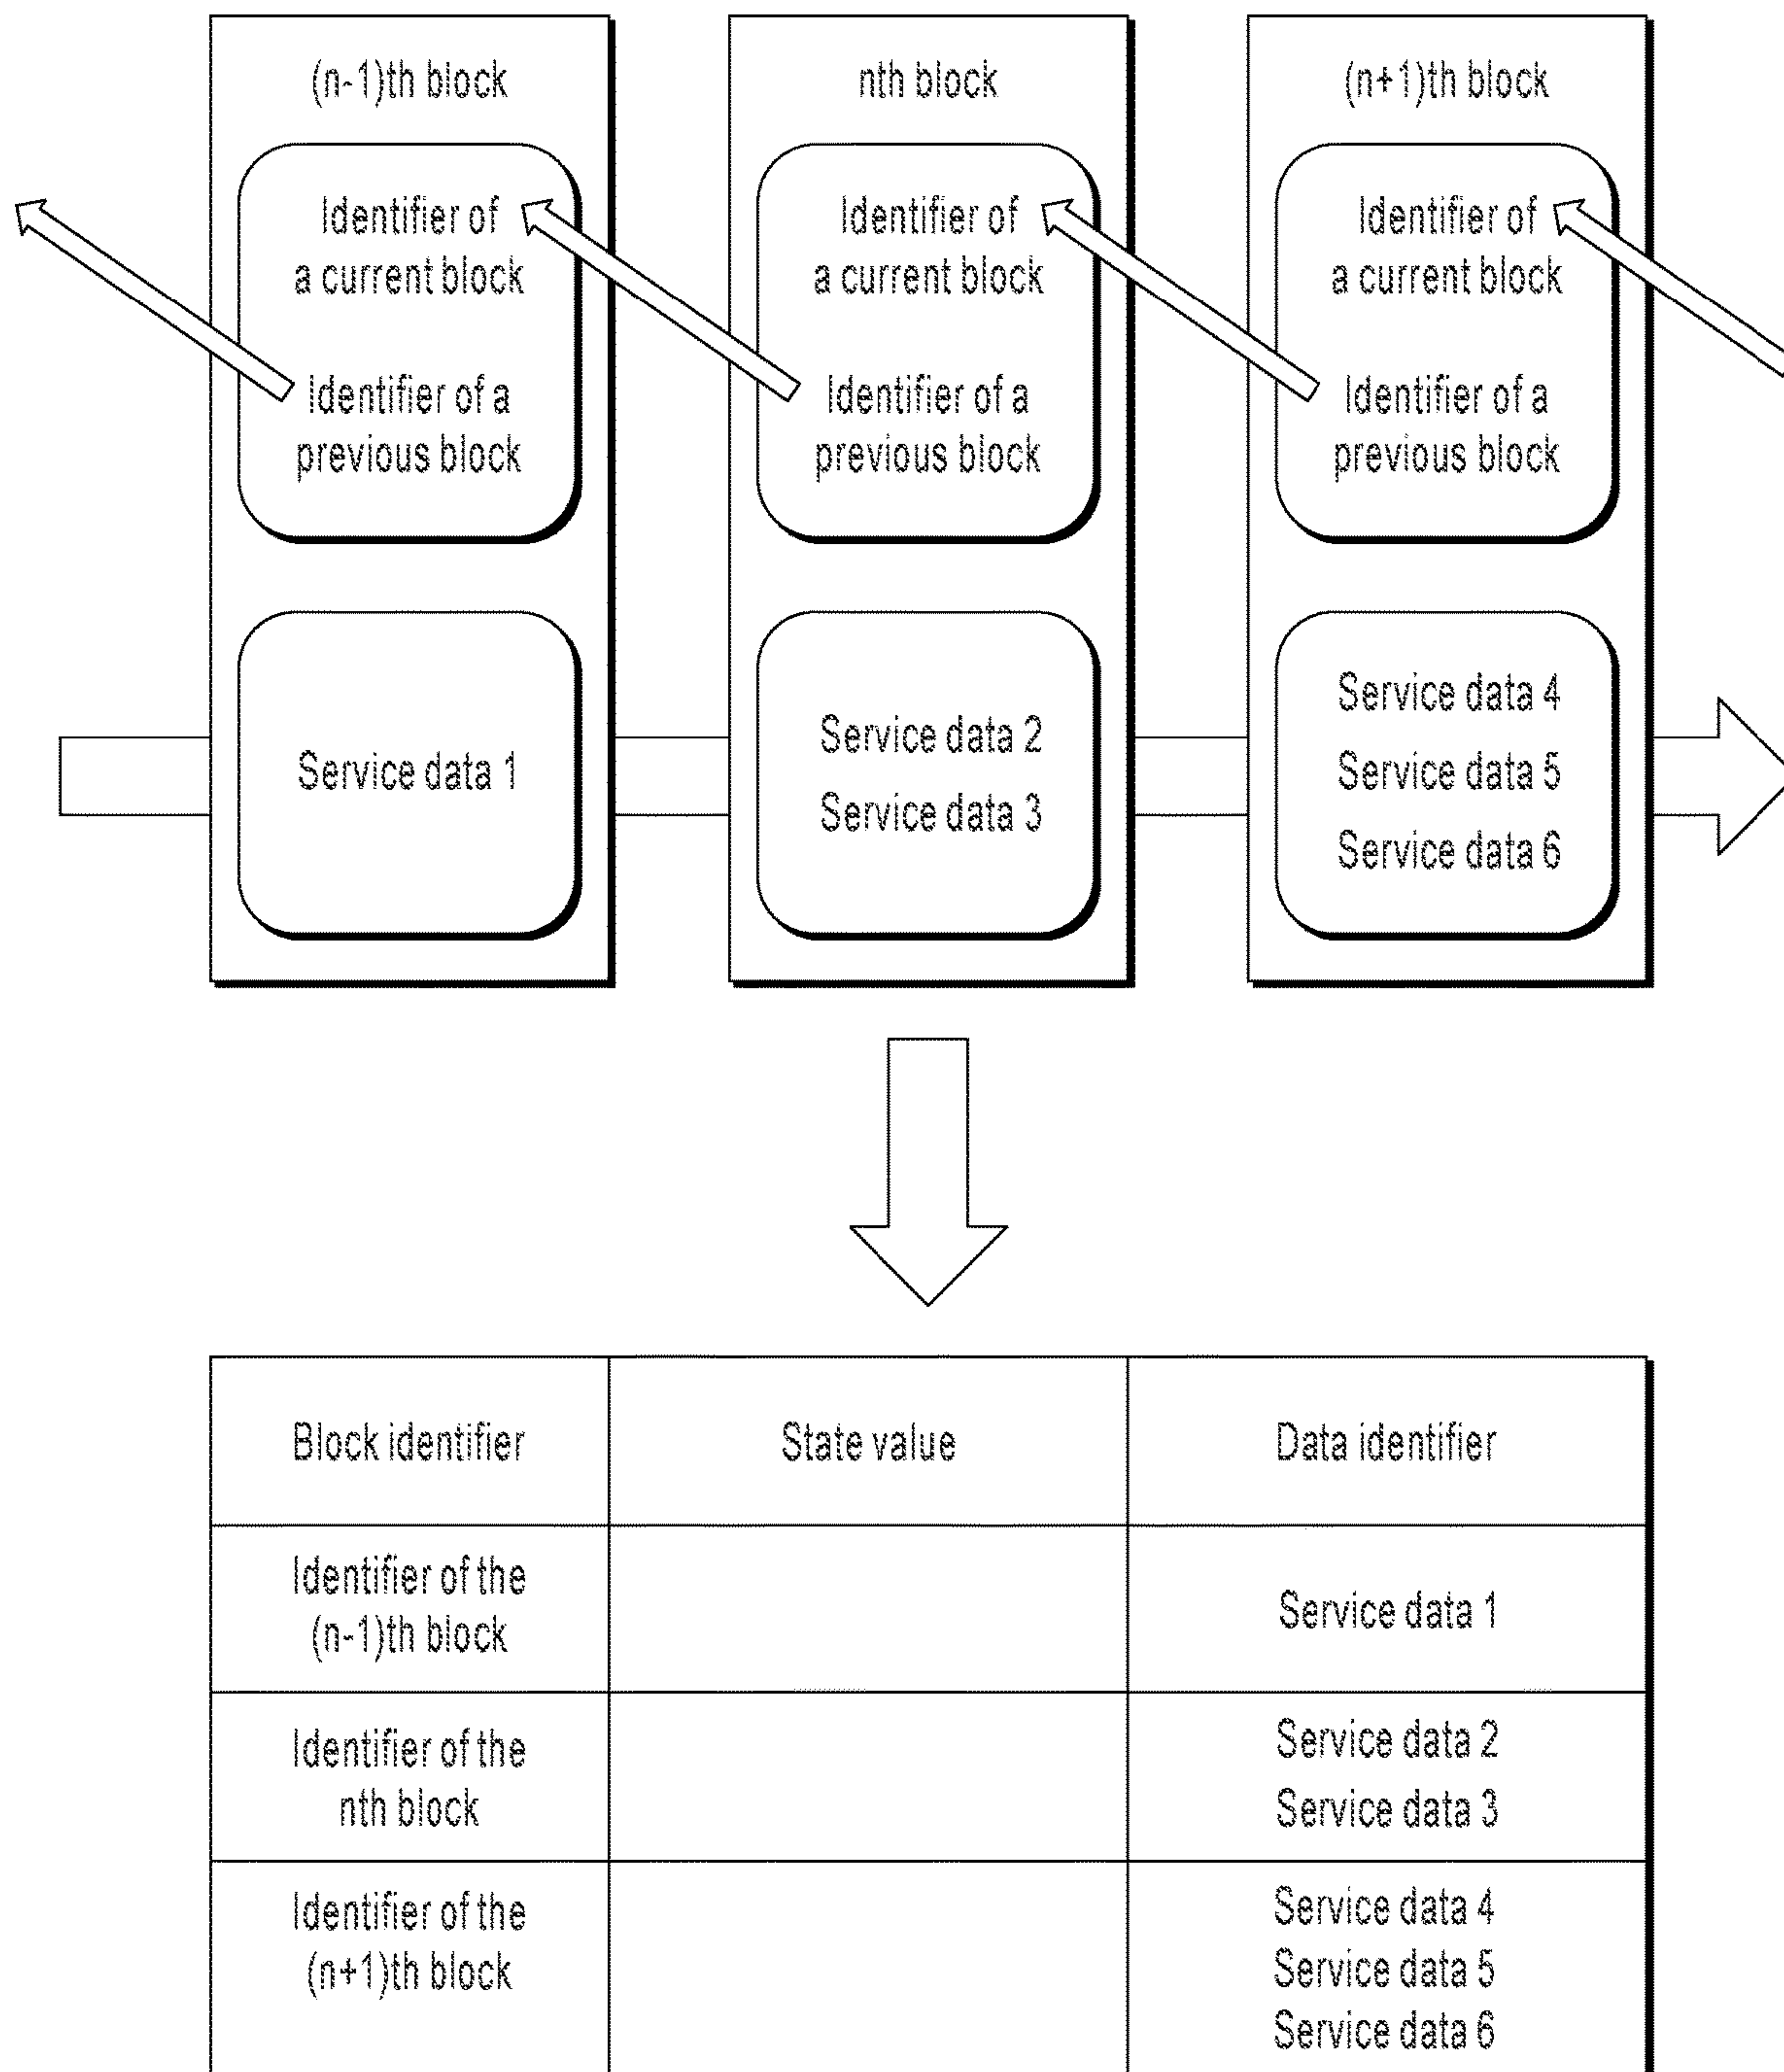 (n-1)th block
Identifier of
a current block
Identifier of a
previous block
Service data 1
nth block
Identifier of
a current block
Identifier of a
previous block
Service data 2
Service data 3
(n+1)th block
Identifier of
a current block
Identifier of a
previous block
Service data 4
Service data 5
Service data 6
Block identifier
State value
Data identifier
Identifier of the
(n-1)th block
Service data 1
Identifier of the
nth block
Service data 2
Service data 3
Identifier of the
(n+1)th block
Service data 4
Service data 5
Service data 6